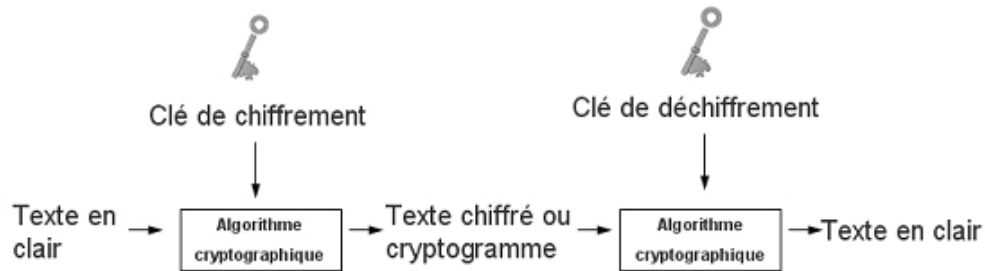 Clé de chiffrement
Clé de déchiffrement
Texte en
clair
Algorithme
cryptographique
Texte chiffré ou
cryptogramme
Algorithme
cryptographique
Texte en clair